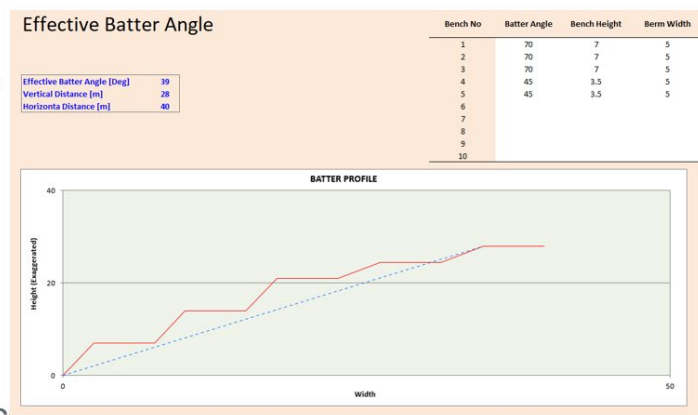 Effective Batter Angle
Effective Batter Angle [Deg] 39
Vertical Distance [m] 28
Horizonta Distance [m] 40
Bench No Batter Angle Bench Height Berm Width
1 70 7 5
2 70 7 5
3 70 7 5
4 45 3.5 5
5 45 3.5 5
6
7
8
9
10
BATTER PROFILE
Height (Exaggerated)
40
20
0
0 50
Width